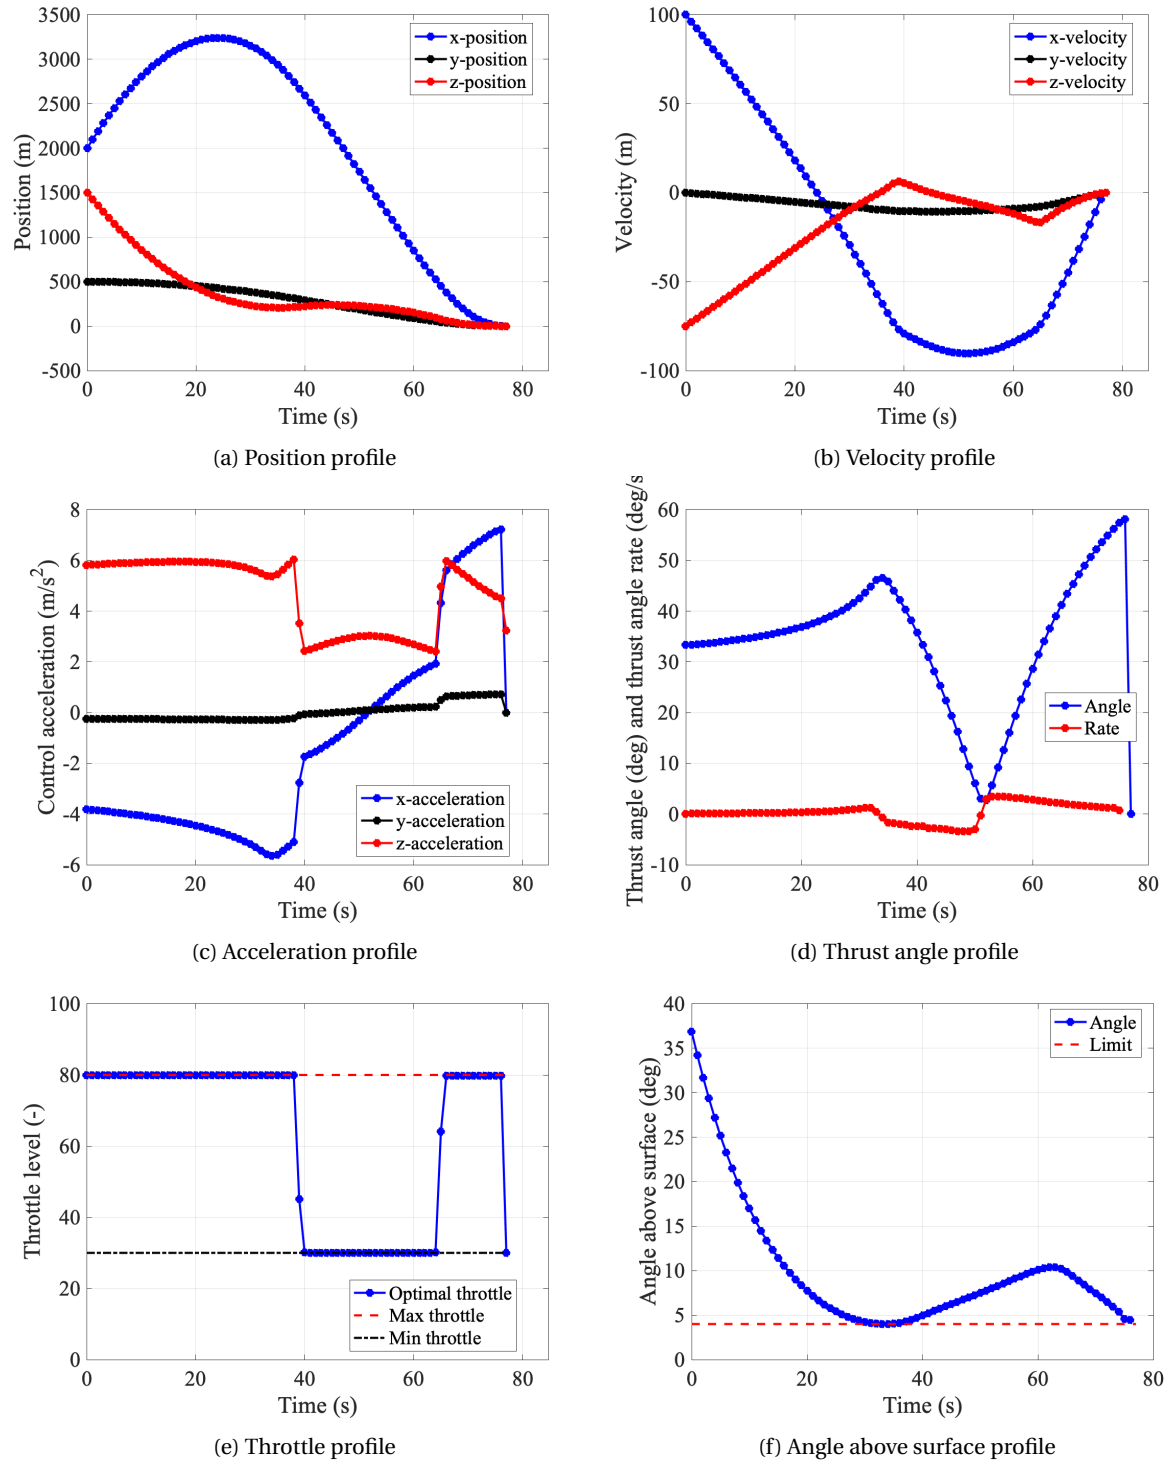 3500
3000
2500
2000
1500
1000
500
0
-500
Position (m)
x-position
y-position
z-position
0 20 40 60 80
Time (s)
(a) Position profile
100
50
0
-50
-100
Velocity (m)
x-velocity
y-velocity
z-velocity
0 20 40 60 80
Time (s)
(b) Velocity profile
8
6
4
2
0
-2
-4
-6
Control acceleration (m/s²)
x-acceleration
y-acceleration
z-acceleration
0 20 40 60 80
Time (s)
(c) Acceleration profile
60
50
40
30
20
10
0
-10
Thrust angle (deg) and thrust angle rate (deg/s
Angle
Rate
0 20 40 60 80
Time (s)
(d) Thrust angle profile
100
80
60
40
20
0
Throttle level (-)
Optimal throttle
Max throttle
Min throttle
0 20 40 60 80
Time (s)
(e) Throttle profile
40
35
30
25
20
15
10
5
0
Angle above surface (deg)
Angle
Limit
0 20 40 60 80
Time (s)
(f) Angle above surface profile